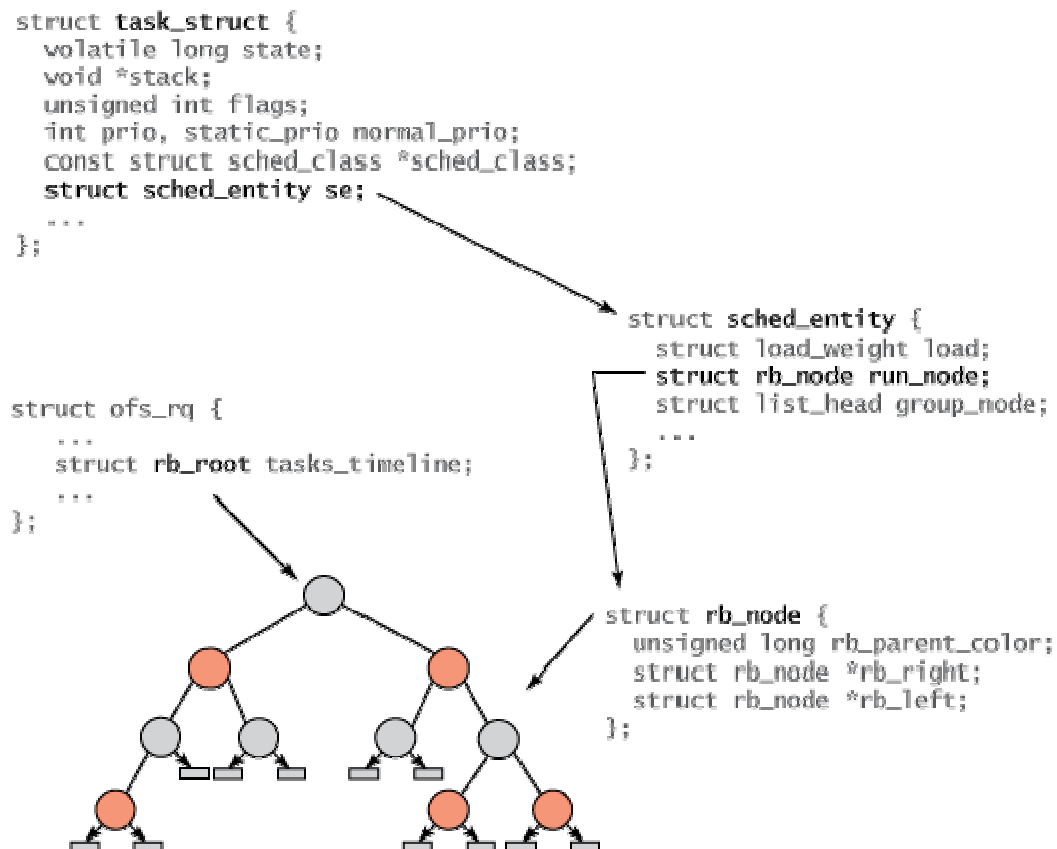 struct task_struct {
volatile long state;
void *stack;
unsigned int flags;
int prio, static_prio normal_prio;
const struct sched_class *sched_class;
struct sched_entity se;
...
};
struct sched_entity {
struct load_weight load;
struct rb_node run_node;
struct list_head group_node;
...
};
struct ofs_rq {
...
struct rb_root tasks_timeline;
...
};
struct rb_node {
unsigned long rb_parent_color;
struct rb_node *rb_right;
struct rb_node *rb_left;
};